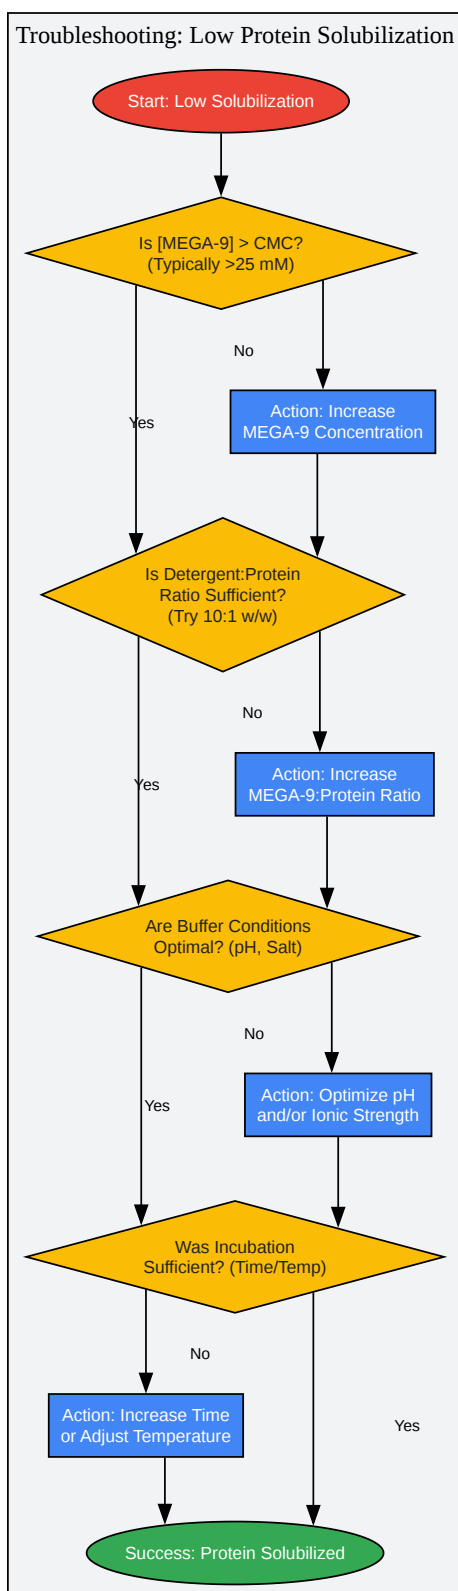 Troubleshooting: Low Protein Solubilization
Start: Low Solubilization
Is [MEGA-9] > CMC?
(Typically >25 mM)
No
Action: Increase
MEGA-9 Concentration
Yes
Is Detergent:Protein
Ratio Sufficient?
(Try 10:1 w/w)
No
Action: Increase
MEGA-9:Protein Ratio
Yes
Are Buffer Conditions
Optimal? (pH, Salt)
No
Action: Optimize pH
and/or Ionic Strength
Yes
Was Incubation
Sufficient? (Time/Temp)
No
Action: Increase Time
or Adjust Temperature
Yes
Success: Protein Solubilized